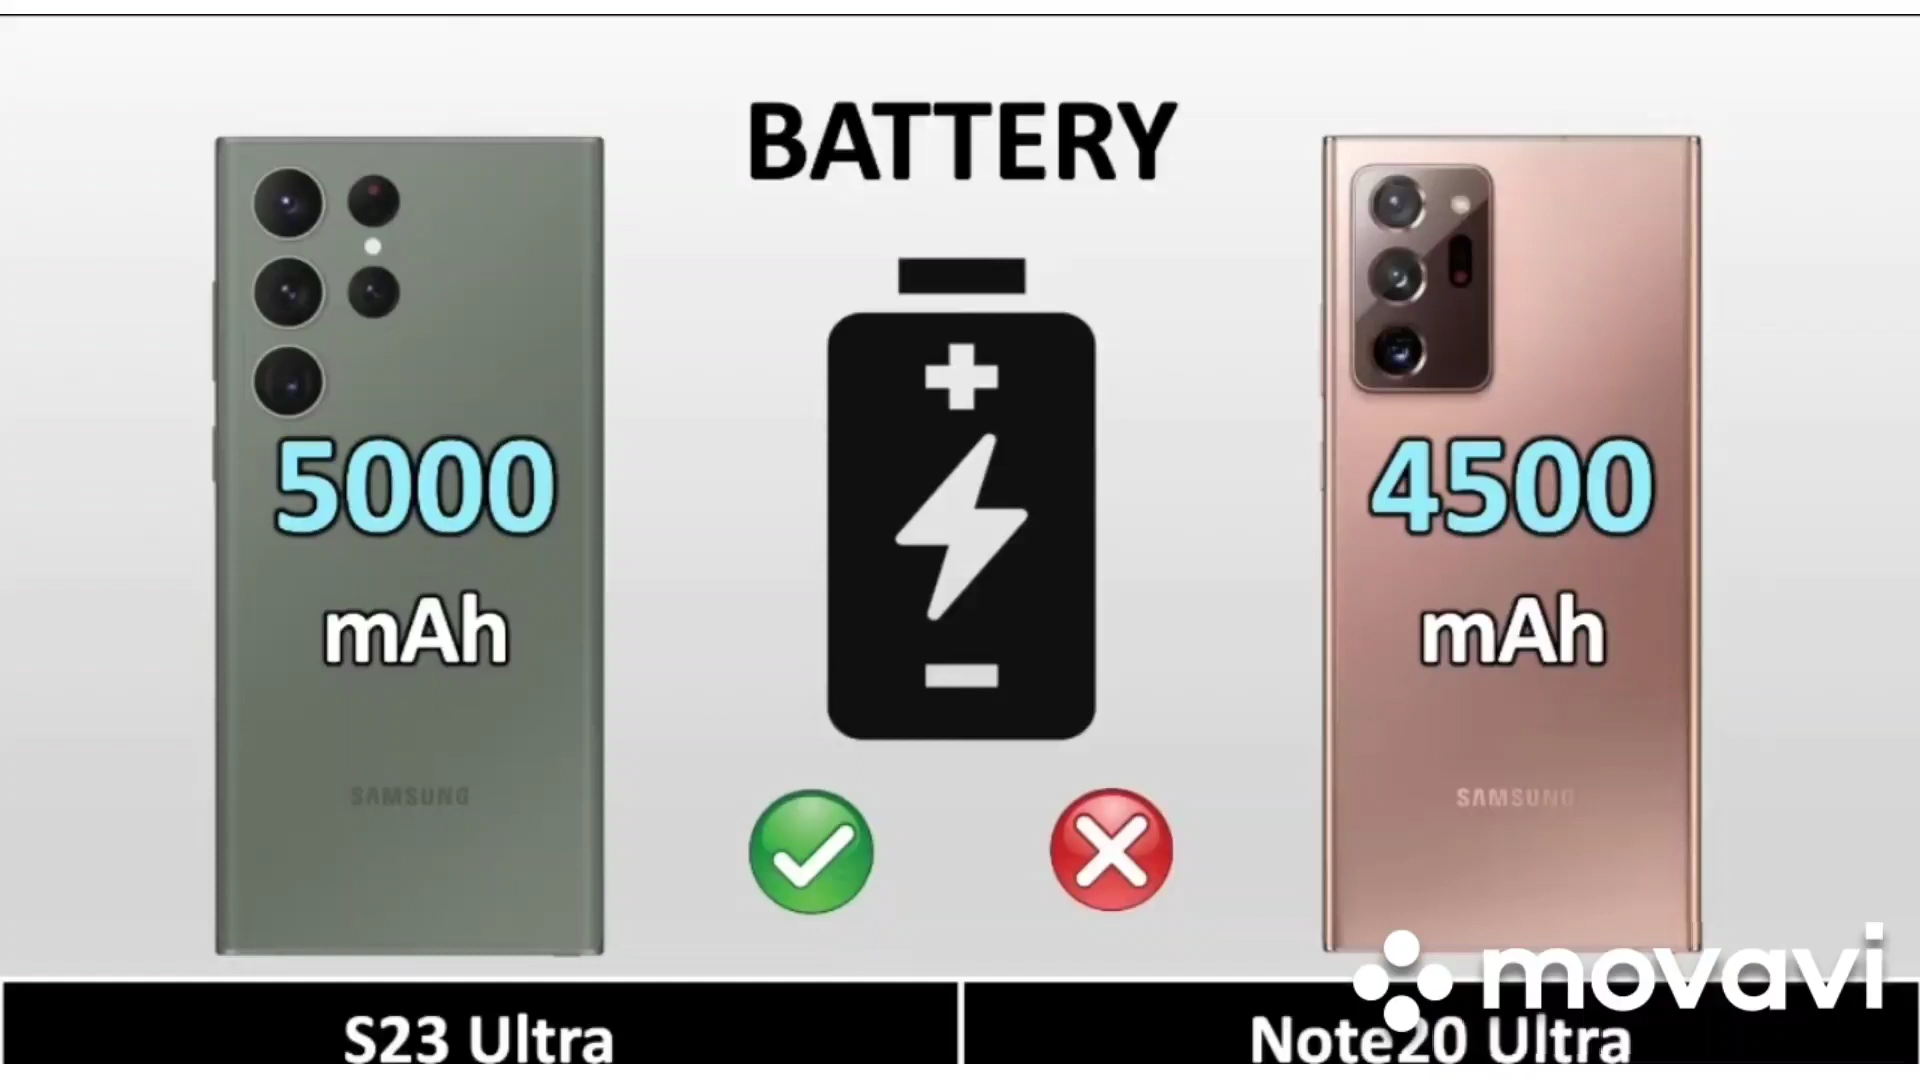 BATTERY
5000
mAh
4500
mAh
SAMSUNG
SAMSUNG
movavi
S23 Ultra
Note20 Ultra